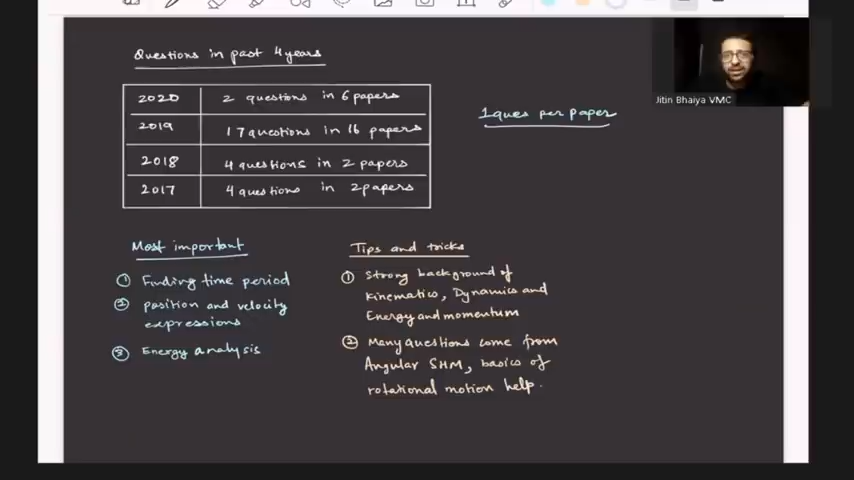 Questions in past 4 years
2020 2 questions in 6 papers
2019 17 questions in 16 papers
2018 4 questions in 2 papers
2017 4 questions in 2 papers
1 ques per paper
Jitin Bhaiya VMC
Most important
① Finding time period
② position and velocity
expressions
③ Energy analysis
Tips and tricks
① Strong background of
kinematics, Dynamics and
Energy and momentum
② Many questions come from
Angular SHM, basics of
rotational motion help.